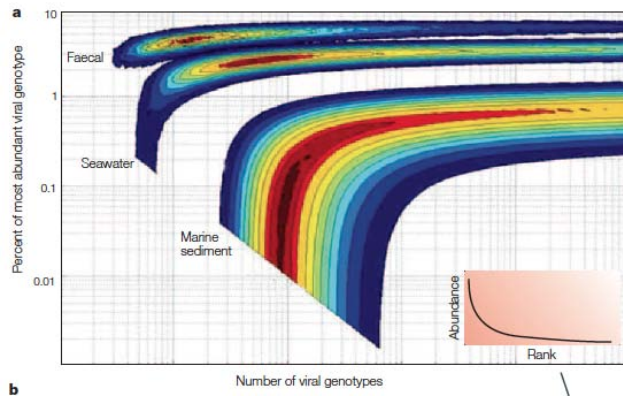 a
10
Faecal
1
Seawater
0.1
Marine
sediment
0.01
Percent of most abundant viral genotype
Abundance
Rank
Number of viral genotypes
b